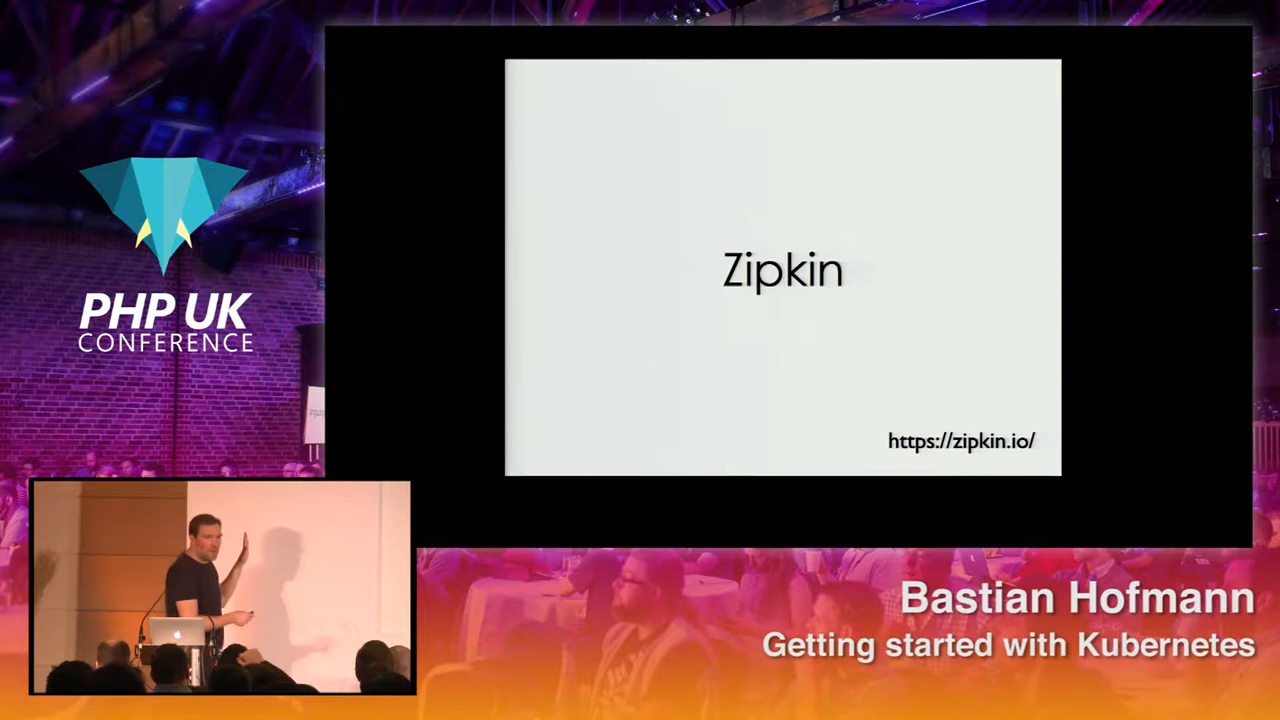 PHP UK
CONFERENCE
Zipkin
https://zipkin.io/
Bastian Hofmann
Getting started with Kubernetes